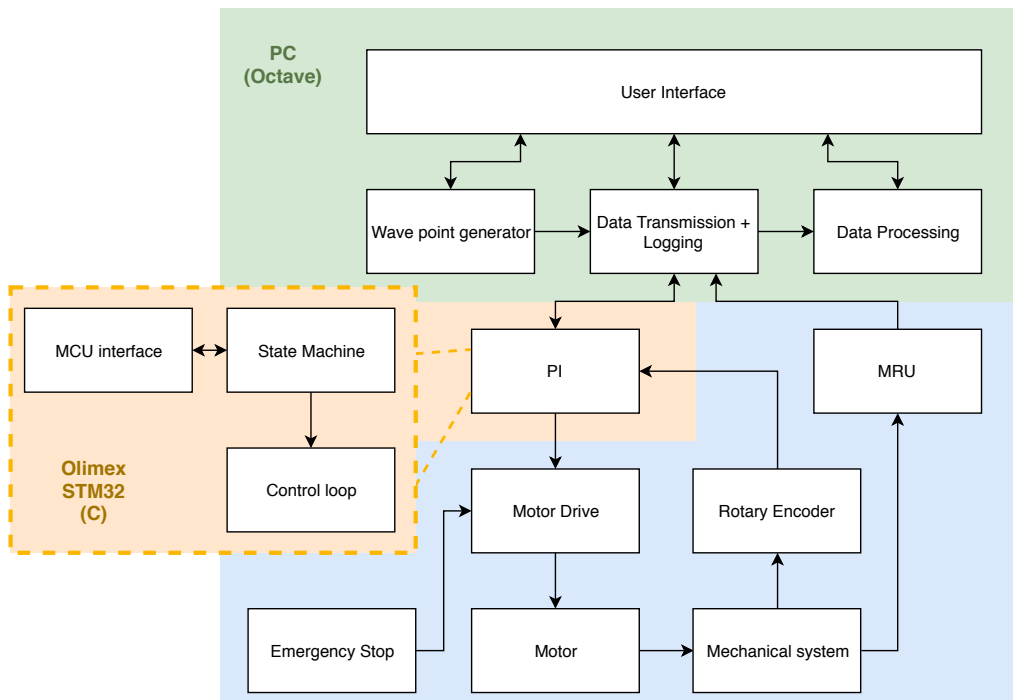 PC
(Octave)
User Interface
Wave point generator
Data Transmission +
Logging
Data Processing
MCU interface
State Machine
PI
MRU
Olimex
STM32
(C)
Control loop
Motor Drive
Rotary Encoder
Emergency Stop
Motor
Mechanical system